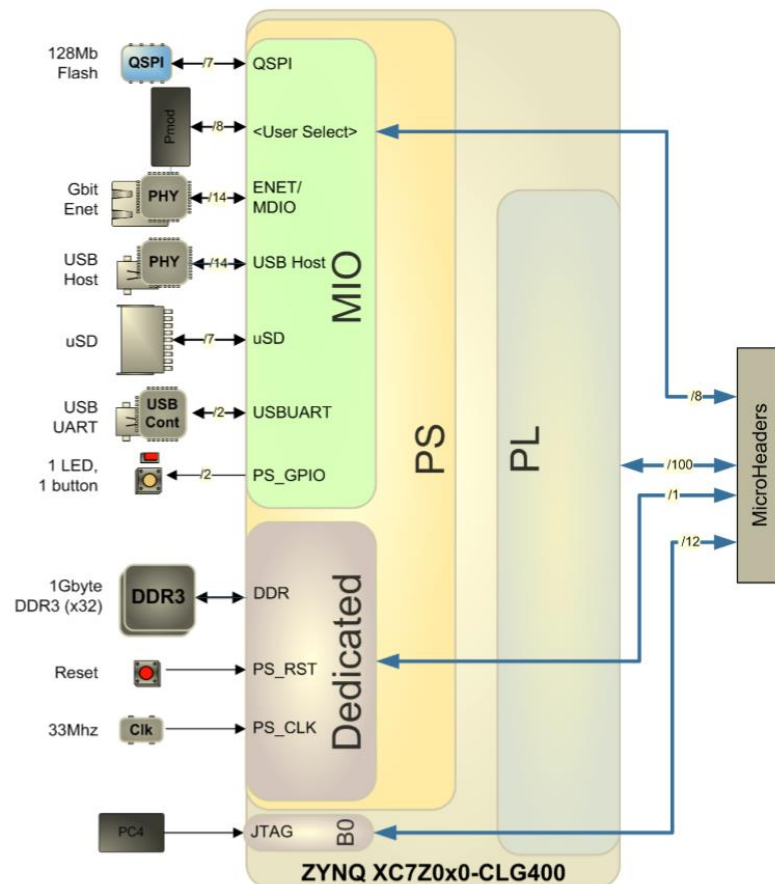 128Mb
Flash
QSPI
/7
QSPI
Pmod
/8
<User Select>
Gbit
Enet
PHY
/14
ENET/
MDIO
USB
Host
PHY
/14
USB Host
uSD
/7
uSD
USB
UART
USB
Cont
/2
USBUART
1 LED,
1 button
/2
PS_GPIO
MIO
PS
PL
/8
/100
/1
/12
MicroHeaders
1Gbyte
DDR3 (x32)
DDR3
DDR
Reset
PS_RST
33Mhz
Clk
PS_CLK
Dedicated
PC4
JTAG
B0
ZYNQ XC7Z0x0-CLG400